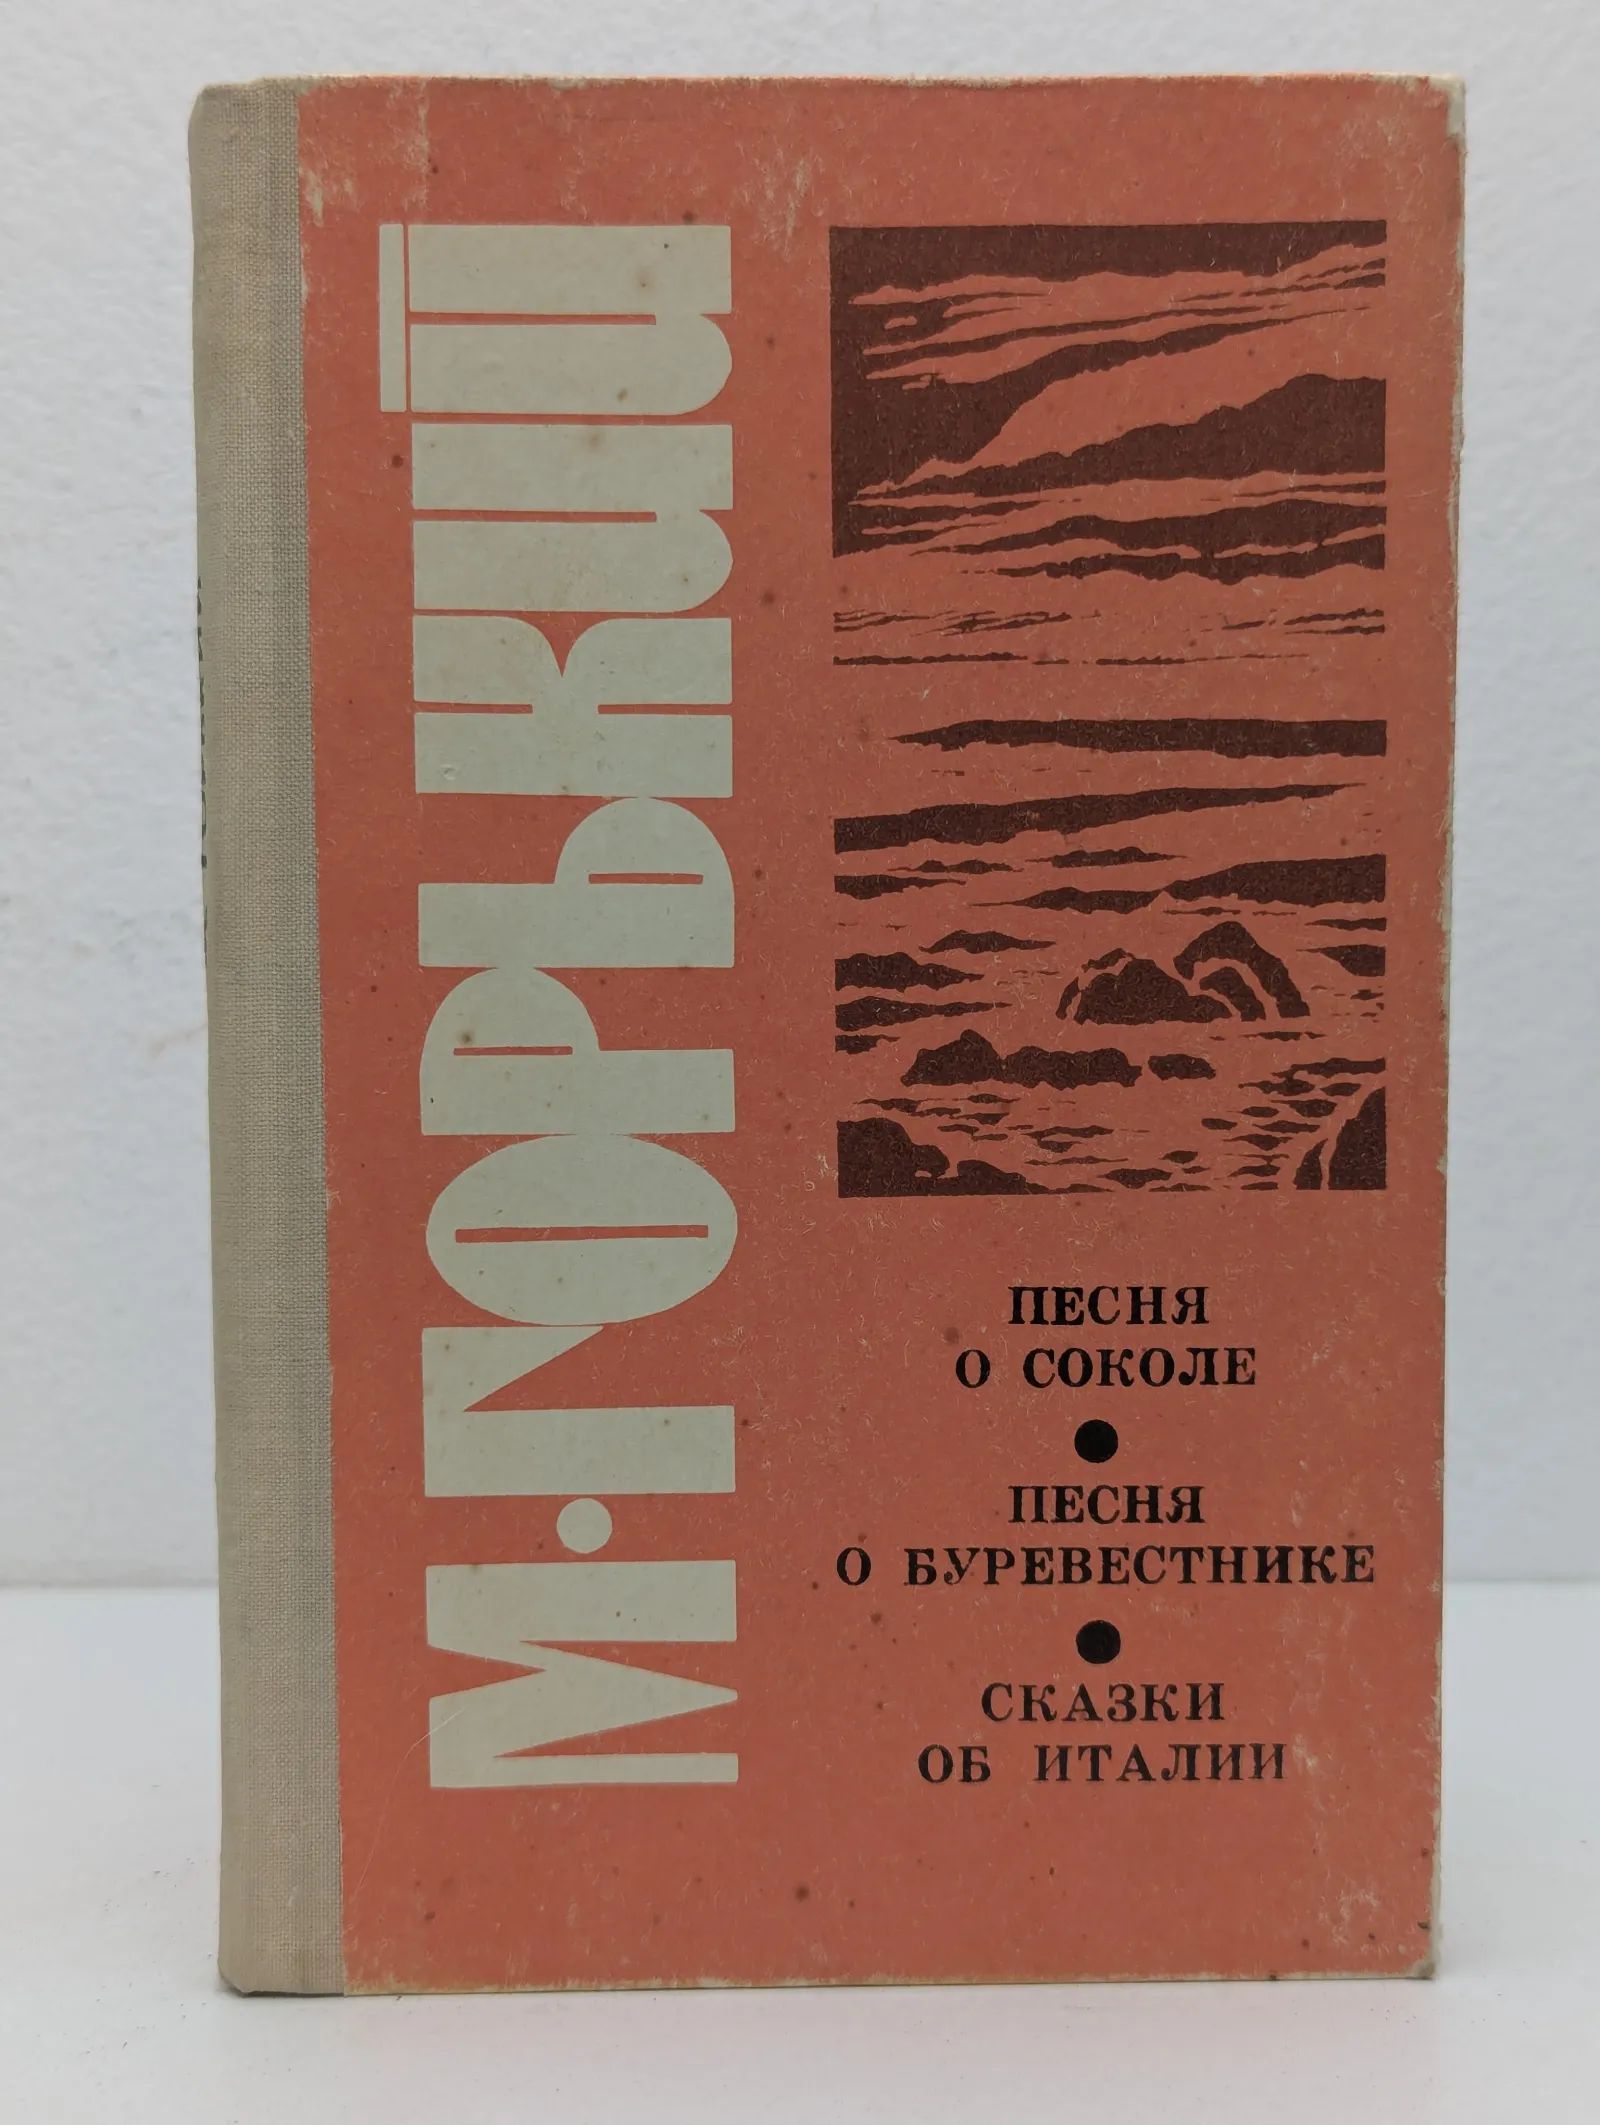 М·ГОРЬКИЙ
ПЕСНЯ
О СОКОЛЕ
ПЕСНЯ
О БУРЕВЕСТНИКЕ
СКАЗКИ
ОБ ИТАЛИИ